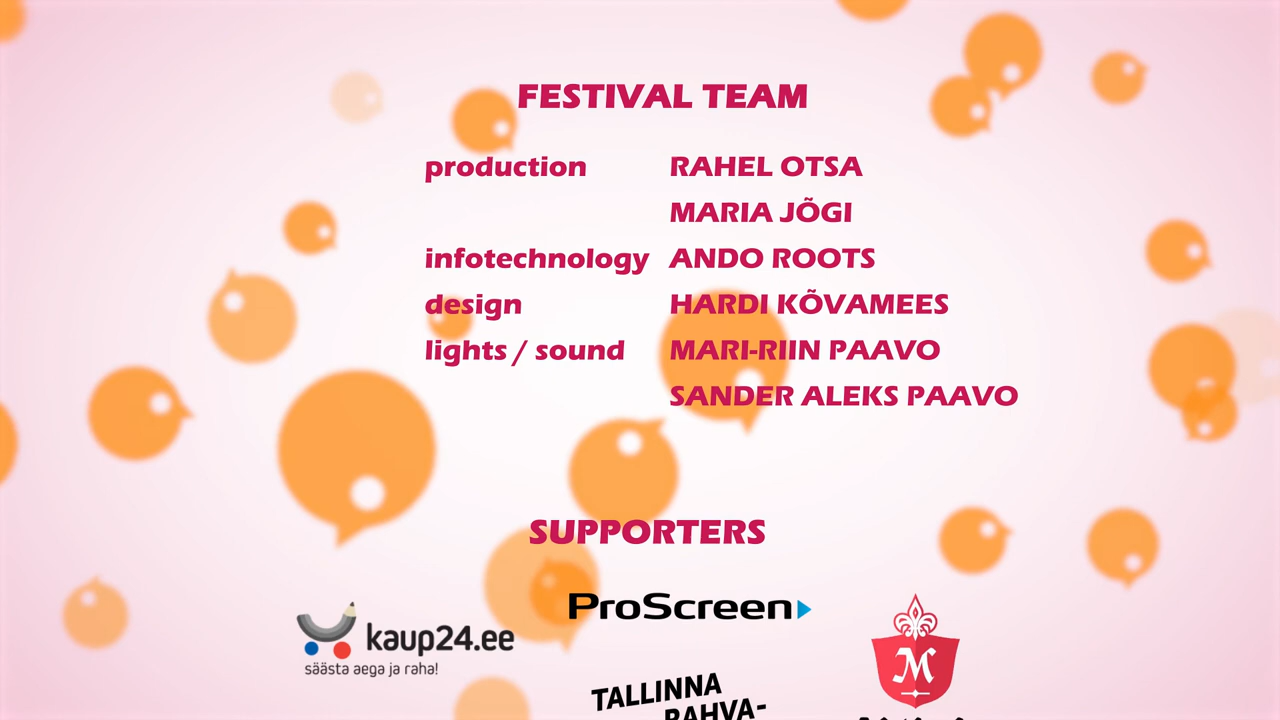 FESTIVAL TEAM
production RAHEL OTSA
MARIA JÕGI
infotechnology ANDO ROOTS
design HARDI KÕVAMEES
lights / sound MARI-RIIN PAAVO
SANDER ALEKS PAAVO
SUPPORTERS
ProScreen
kaup24.ee
säästa aega ja raha!
M
TALLINNA
RAHVA-